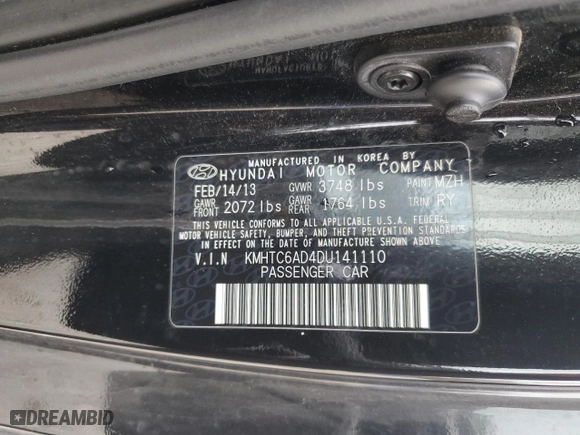 MANUFACTURED IN KOREA BY
HYUNDAI MOTOR COMPANY
FEB/14/13 GVWR 3748 lbs PAINT MZH
GAWR FRONT 2072 lbs GAWR REAR 1764 lbs TRIM RY
THIS VEHICLE CONFORMS TO ALL APPLICABLE U.S.A. FEDERAL
MOTOR VEHICLE SAFETY, BUMPER, AND THEFT PREVENTION STANDARDS
IN EFFECT ON THE DATE OF MANUFACTURE SHOWN ABOVE.
V.I.N KMHTC6AD4DU141110
PASSENGER CAR
DREAMBID